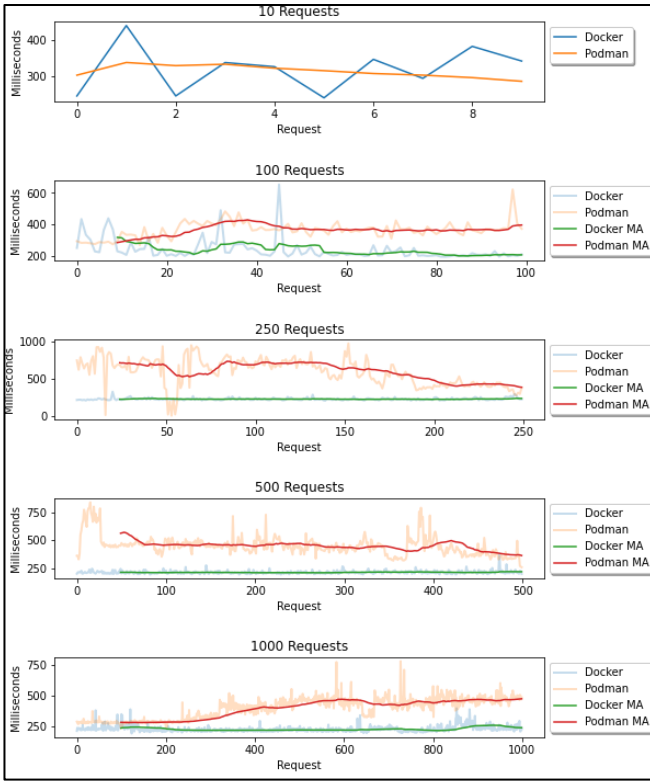 10 Requests
Milliseconds
400
300
0 2 4 6 8
Request
Docker
Podman
100 Requests
Milliseconds
600
400
200
0 20 40 60 80 100
Request
Docker
Podman
Docker MA
Podman MA
250 Requests
Milliseconds
1000
500
0
0 50 100 150 200 250
Request
Docker
Podman
Docker MA
Podman MA
500 Requests
Milliseconds
750
500
250
0 100 200 300 400 500
Request
Docker
Podman
Docker MA
Podman MA
1000 Requests
Milliseconds
750
500
250
0 200 400 600 800 1000
Request
Docker
Podman
Docker MA
Podman MA